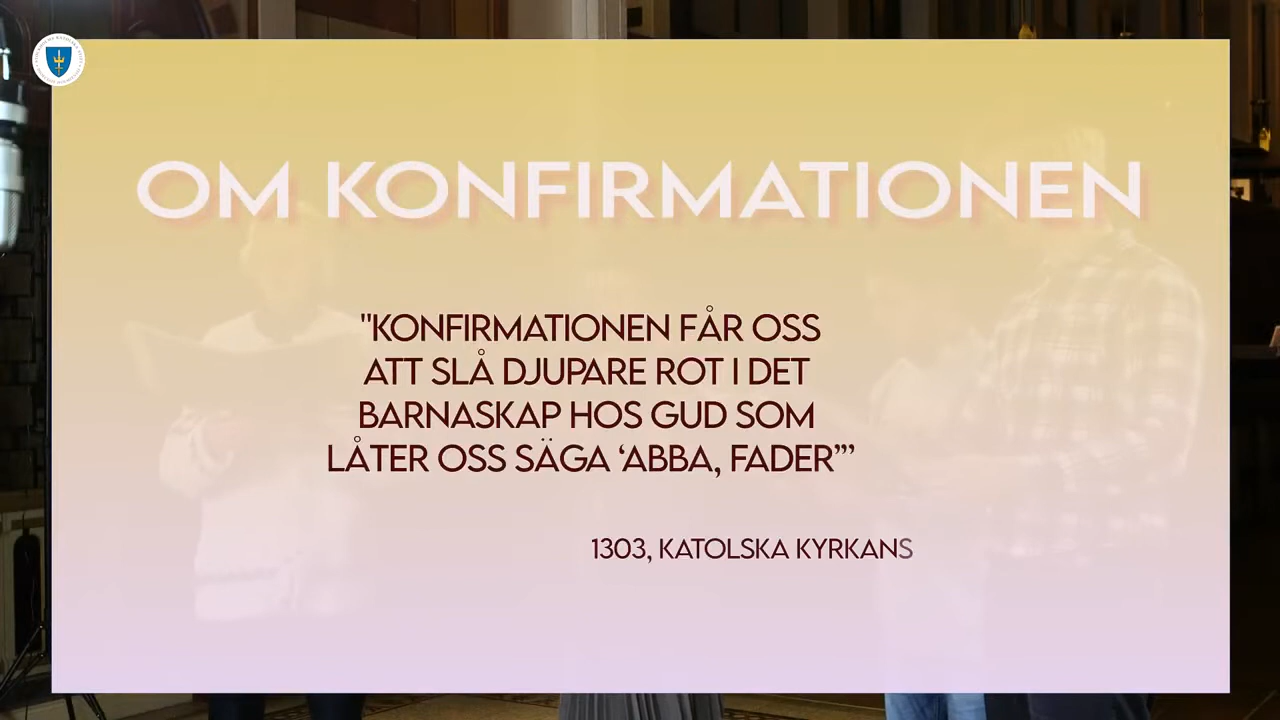 OM KONFIRMATIONEN
"KONFIRMATIONEN FÅR OSS
ATT SLÅ DJUPARE ROT I DET
BARNASKAP HOS GUD SOM
LÅTER OSS SÄGA ‘ABBA, FADER”’
1303, KATOLSKA KYRKANS